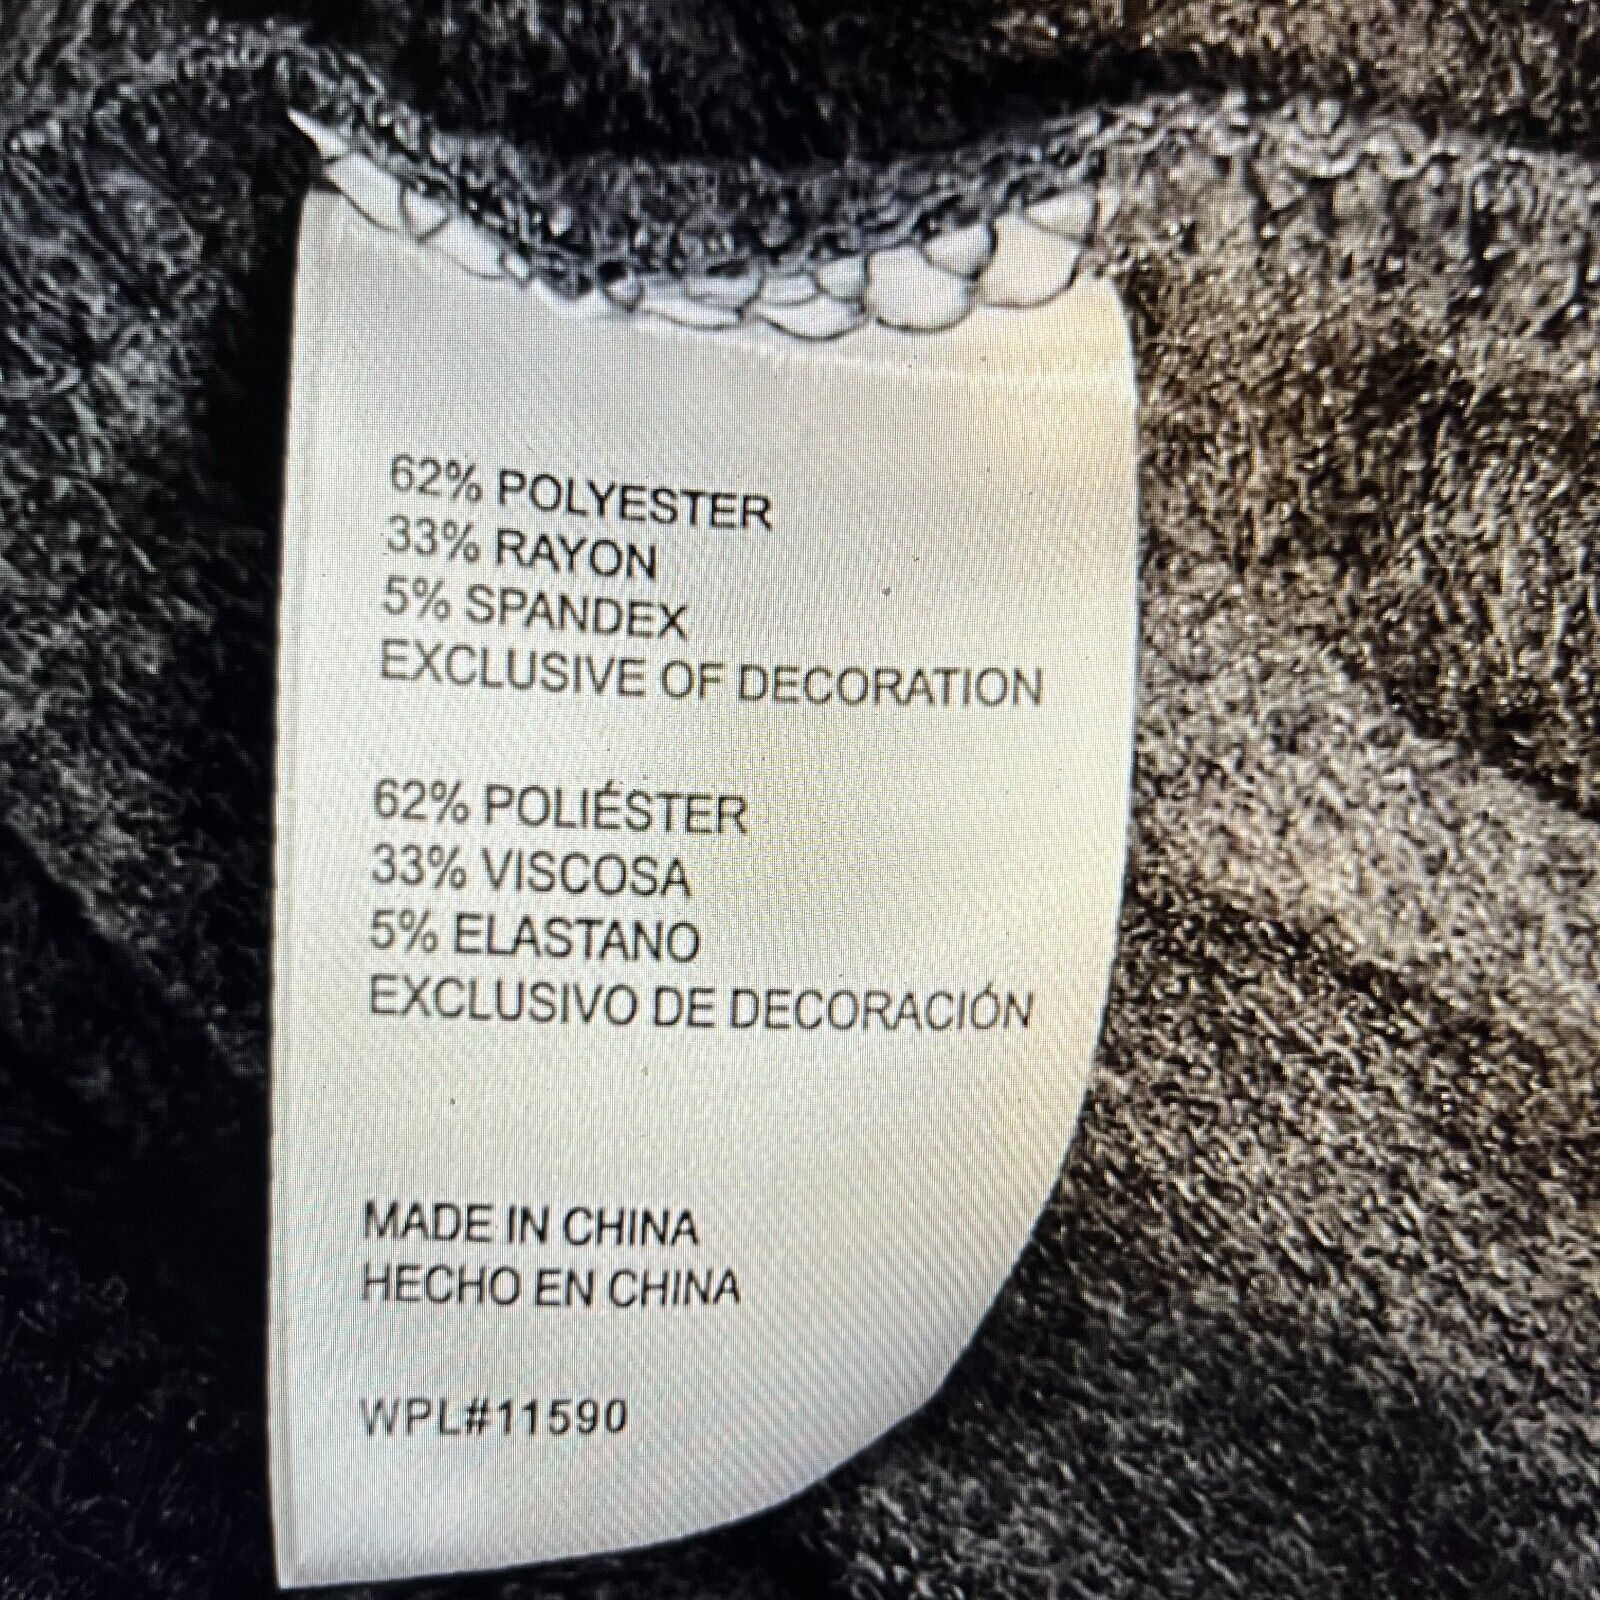 62% POLYESTER
33% RAYON
5% SPANDEX
EXCLUSIVE OF DECORATION
62% POLIÉSTER
33% VISCOSA
5% ELASTANO
EXCLUSIVO DE DECORACIÓN
MADE IN CHINA
HECHO EN CHINA
WPL#11590